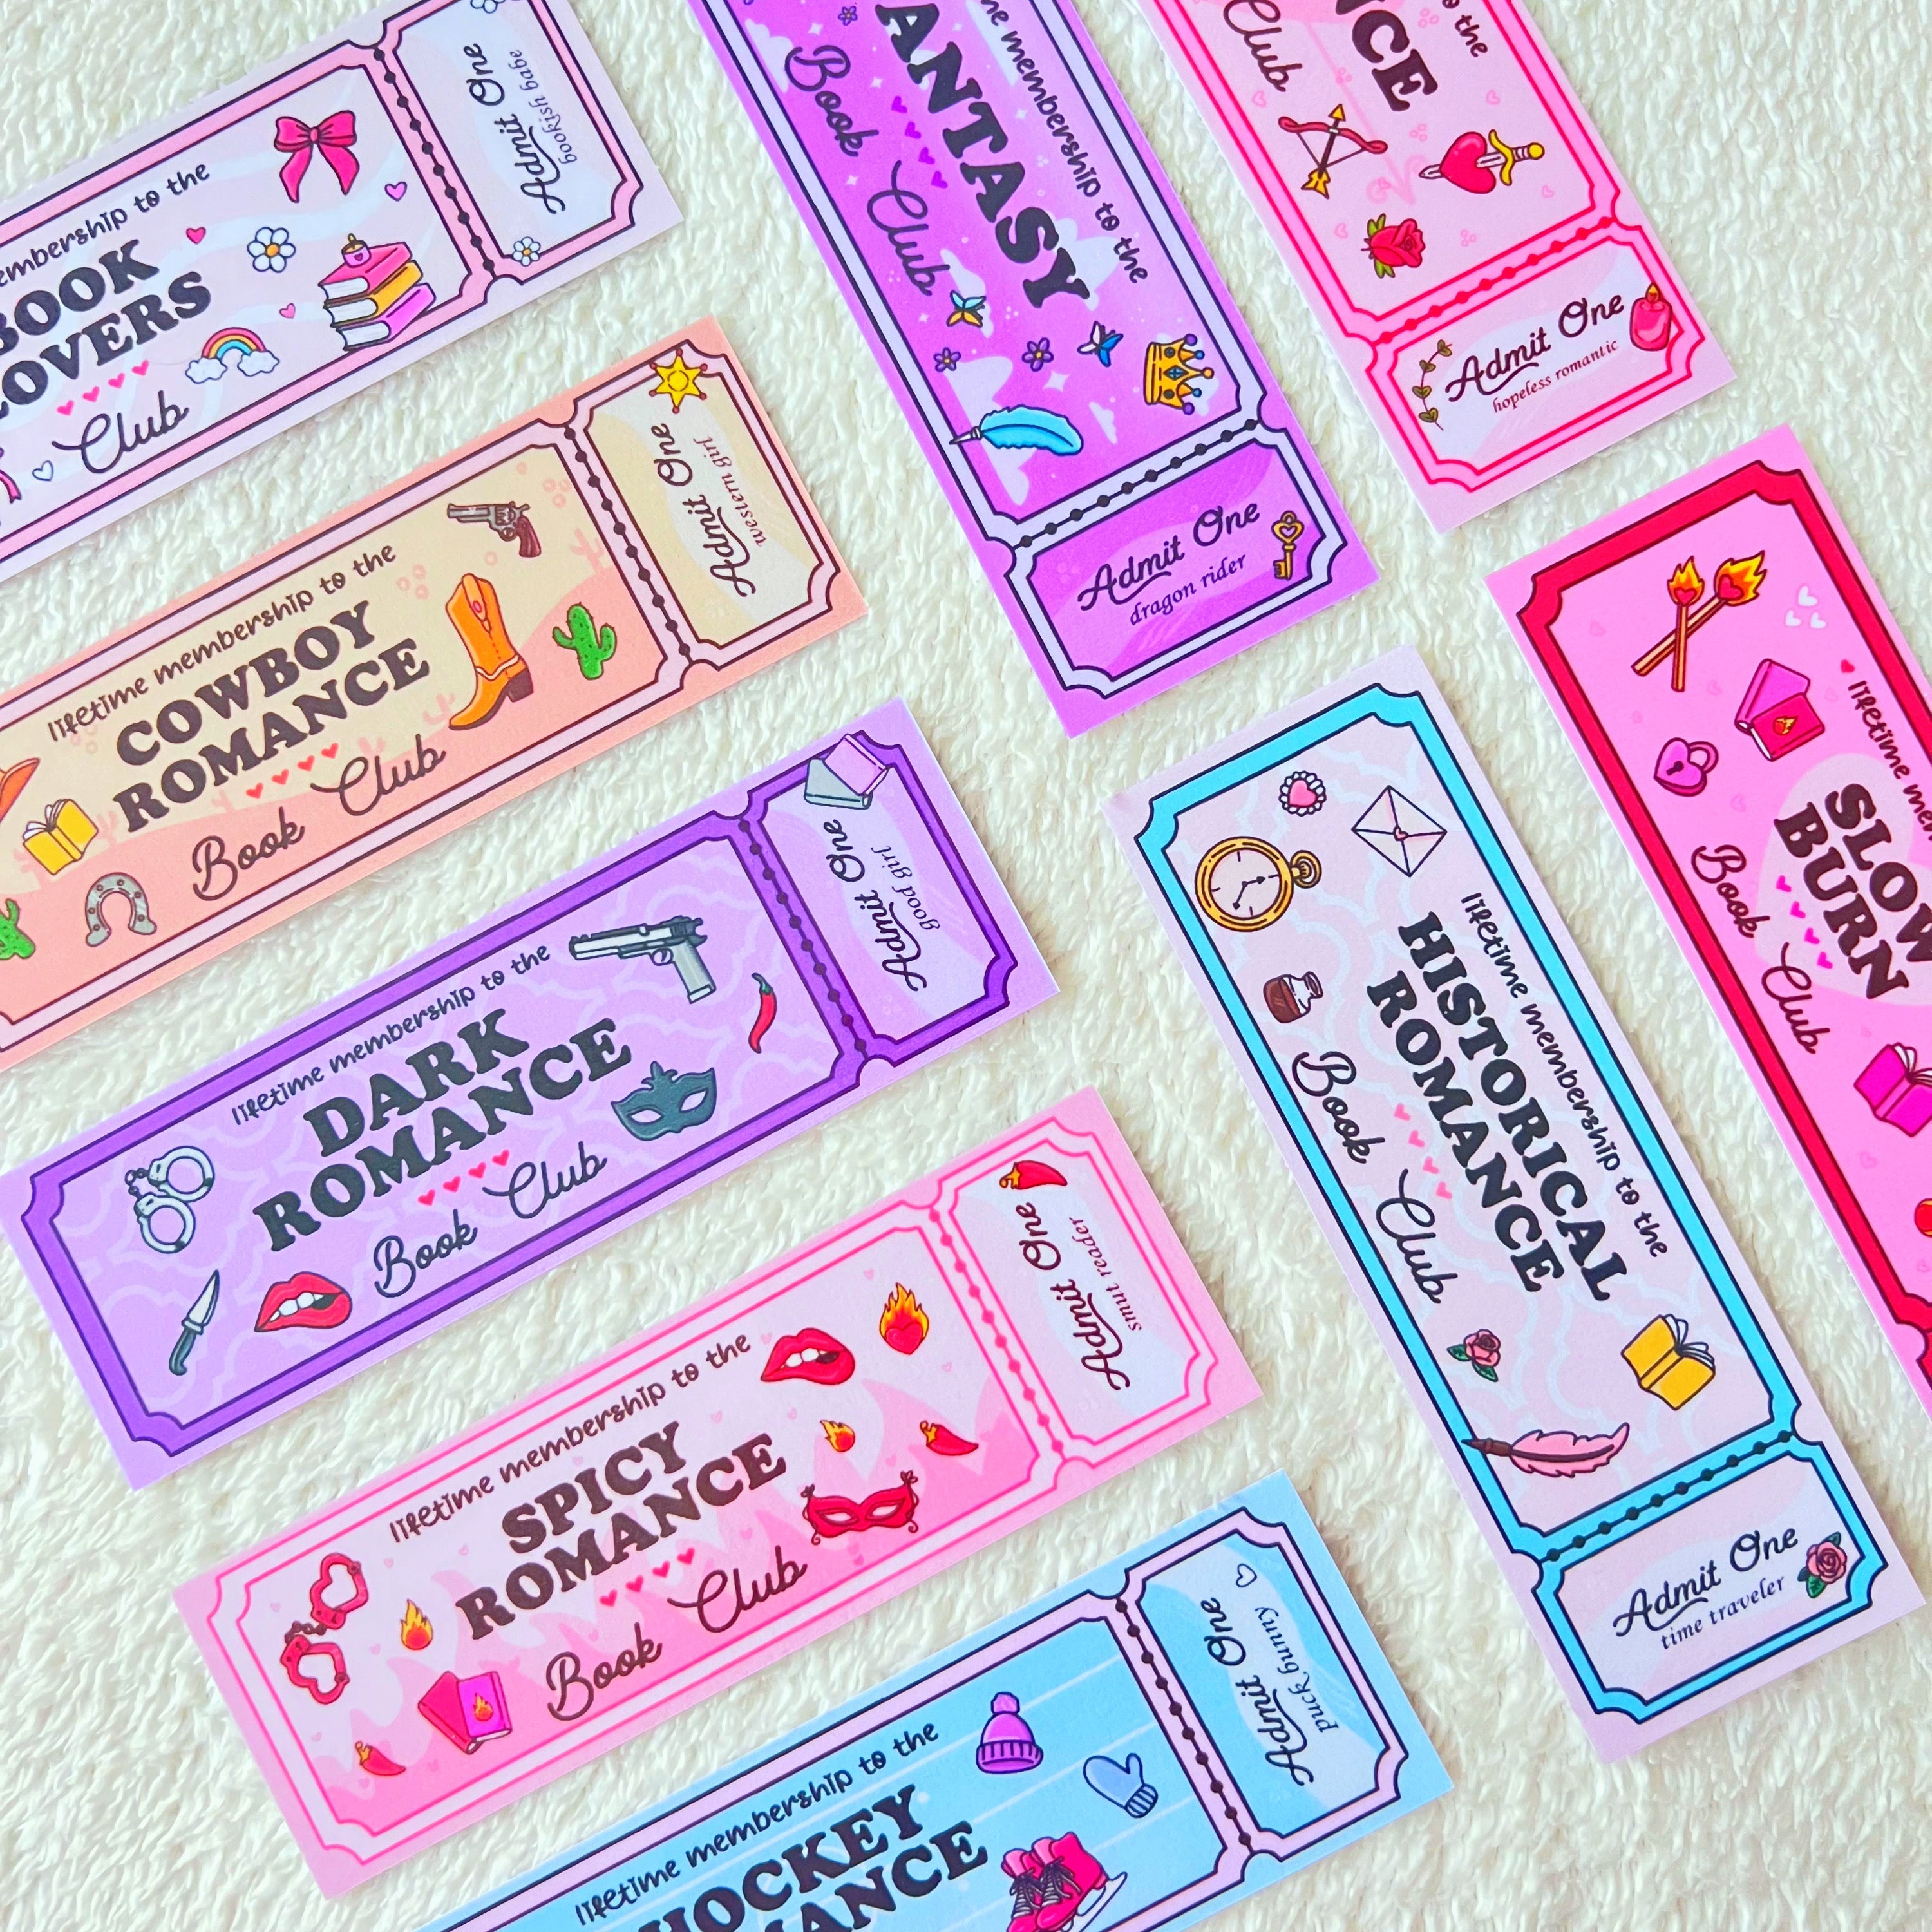 membership to the
BOOK
LOVERS
Club
Admit One
bookish babe
lifetime membership to the
COWBOY
ROMANCE
Book Club
Admit One
western girl
lifetime membership to the
DARK
ROMANCE
Book Club
Admit One
good girl
lifetime membership to the
SPICY
ROMANCE
Book Club
Admit One
smut reader
lifetime membership to the
HOCKEY
Admit One
puck bunny
membership to the
ANTASY
Book Club
Admit One
dragon rider
to the
NCE
Club
Admit One
hopeless romantic
lifetime membership to the
HISTORICAL
ROMANCE
Book Club
Admit One
time traveler
lifetime
SLOW
BURN
Book Club